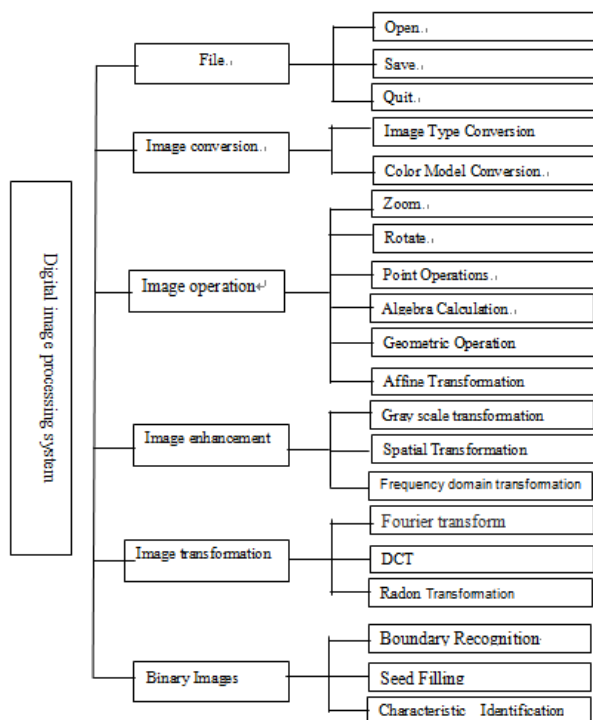 Digital image processing system
File.
Open.
Save.
Quit.
Image conversion.
Image Type Conversion
Color Model Conversion.
Image operation↵
Zoom.
Rotate.
Point Operations.
Algebra Calculation.
Geometric Operation
Affine Transformation
Image enhancement
Gray scale transformation
Spatial Transformation
Frequency domain transformation
Image transformation
Fourier transform
DCT
Radon Transformation
Binary Images
Boundary Recognition
Seed Filling
Characteristic Identification